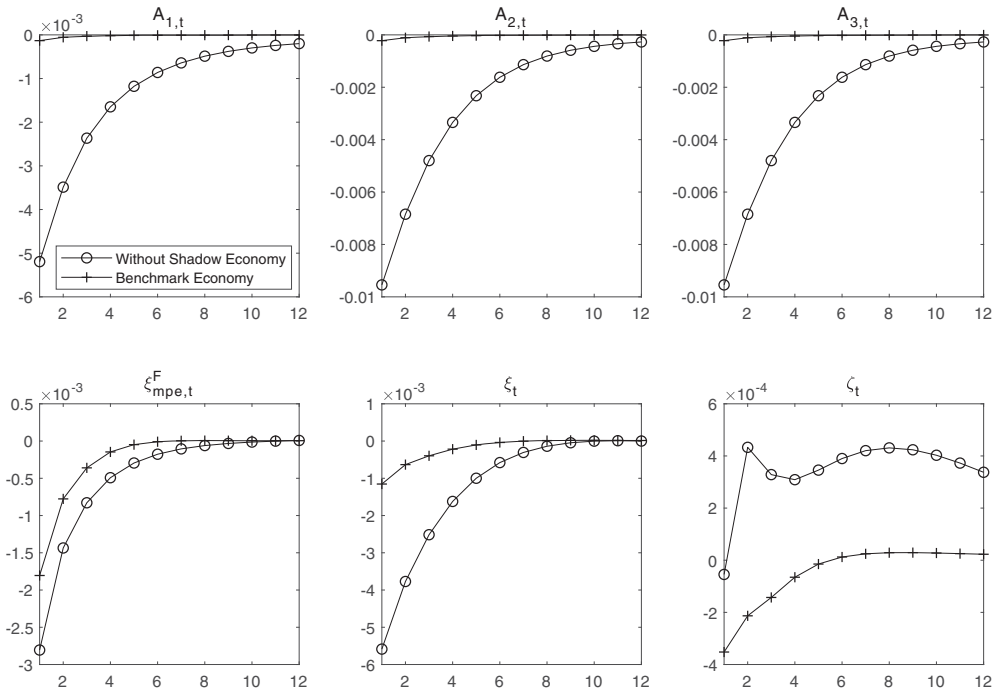 ×10⁻³ A₁,t A₂,t A₃,t
0 0 0
-1 -0.002 -0.002
-2 -0.004 -0.004
-3 -0.006 -0.006
-4 -0.008 -0.008
-5 -0.01 -0.01
-6
Without Shadow Economy
Benchmark Economy
2 4 6 8 10 12 2 4 6 8 10 12 2 4 6 8 10 12
×10⁻³ ξᶠmpe,t ×10⁻³ ξt ×10⁻⁴ ζt
0.5 1 6
0 0 4
-0.5 -1 2
-1 -2 0
-1.5 -3 -2
-2 -4 -4
-2.5 -5
-3 -6
2 4 6 8 10 12 2 4 6 8 10 12 2 4 6 8 10 12